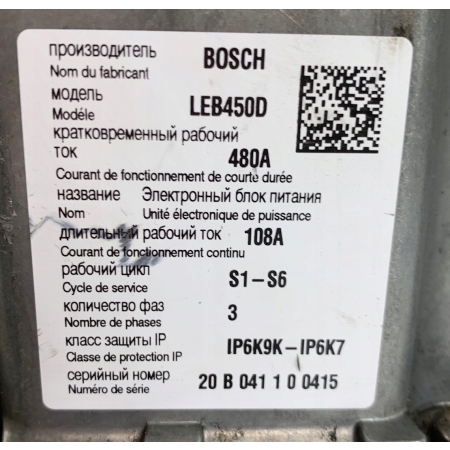 производитель BOSCH
Nom du fabricant
модель LEB450D
Modéle
кратковременный рабочий
ток 480A
Courant de fonctionnement de courte durée
название Электронный блок питания
Nom Unité électronique de puissance
длительный рабочий ток 108A
Courant de fonctionnement continu
рабочий цикл S1-S6
Cycle de service
количество фаз 3
Nombre de phases
класс защиты IP IP6K9K-IP6K7
Classe de protection IP
серийный номер 20 B 041 1 0 0415
Numéro de série